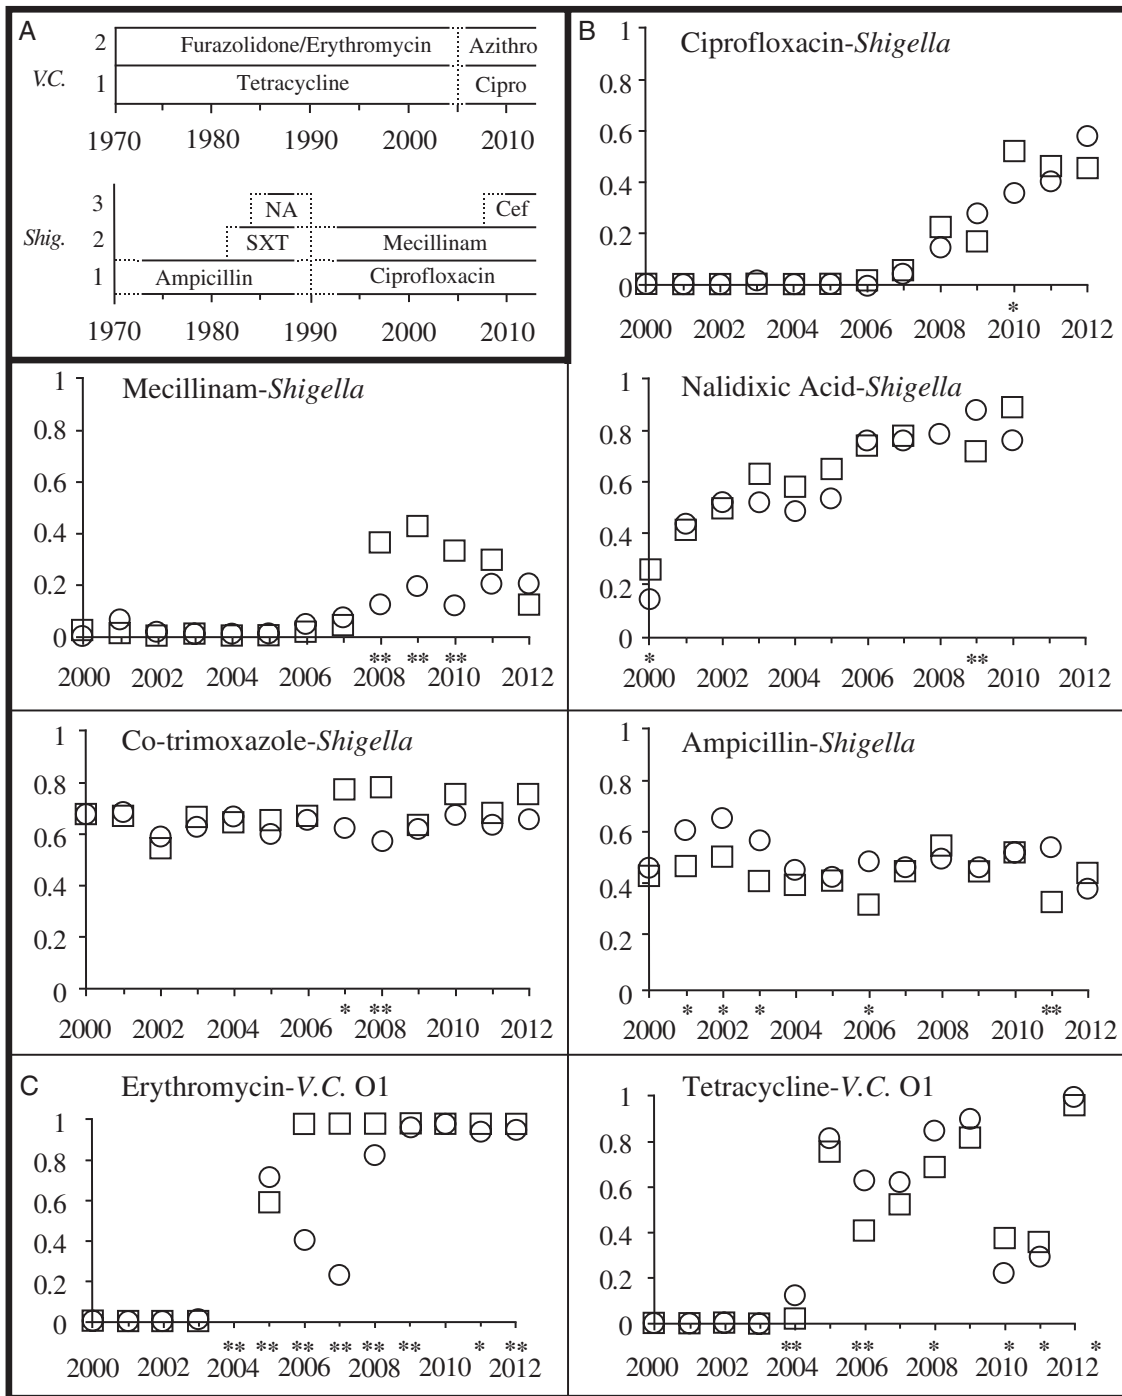 A
2 Furazolidone/Erythromycin Azithro
V.C.
1 Tetracycline Cipro
1970 1980 1990 2000 2010
3 NA Cef
Shig. 2 SXT Mecillinam
1 Ampicillin Ciprofloxacin
1970 1980 1990 2000 2010
B Ciprofloxacin-Shigella
1
0.8
0.6
0.4
0.2
0
*
2000 2002 2004 2006 2008 2010 2012
Mecillinam-Shigella
1
0.8
0.6
0.4
0.2
0
** ** **
2000 2002 2004 2006 2008 2010 2012
Nalidixic Acid-Shigella
1
0.8
0.6
0.4
0.2
0
* **
2000 2002 2004 2006 2008 2010 2012
Co-trimoxazole-Shigella
1
0.8
0.6
0.4
0.2
0
* **
2000 2002 2004 2006 2008 2010 2012
Ampicillin-Shigella
1
0.8
0.6
0.4
0.2
0
* * * * **
2000 2002 2004 2006 2008 2010 2012
C Erythromycin-V.C. O1
1
0.8
0.6
0.4
0.2
0
** ** ** ** ** ** * **
2000 2002 2004 2006 2008 2010 2012
Tetracycline-V.C. O1
1
0.8
0.6
0.4
0.2
0
** ** * * * *
2000 2002 2004 2006 2008 2010 2012